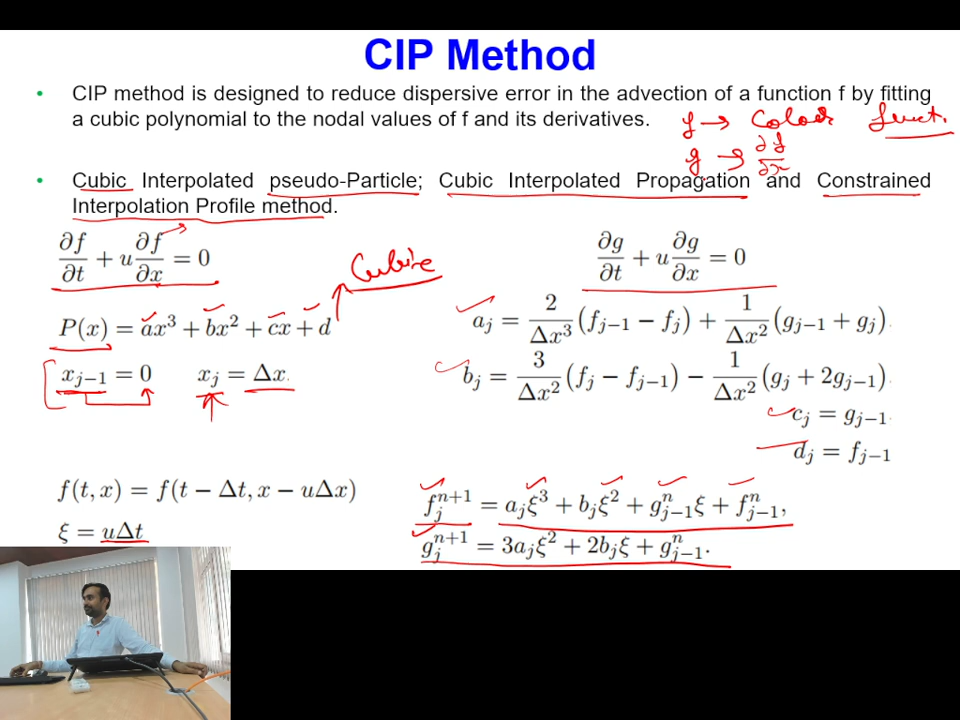 CIP Method
• CIP method is designed to reduce dispersive error in the advection of a function f by fitting
a cubic polynomial to the nodal values of f and its derivatives.
f → Colour funct.
g → ∂f/∂x
• Cubic Interpolated pseudo-Particle; Cubic Interpolated Propagation and Constrained
Interpolation Profile method.
∂f/∂t + u ∂f/∂x = 0
∂g/∂t + u ∂g/∂x = 0
Cubic
P(x) = ax³ + bx² + cx + d
a_j = 2/Δx³ (f_{j−1} − f_j) + 1/Δx² (g_{j−1} + g_j).
x_{j−1} = 0 x_j = Δx.
b_j = 3/Δx² (f_j − f_{j−1}) − 1/Δx² (g_j + 2g_{j−1})
c_j = g_{j−1}.
d_j = f_{j−1}
f(t, x) = f(t − Δt, x − uΔx)
ξ = uΔt
f_j^{n+1} = a_jξ³ + b_jξ² + g_{j−1}^n ξ + f_{j−1}^n,
g_j^{n+1} = 3a_jξ² + 2b_jξ + g_{j−1}^n.